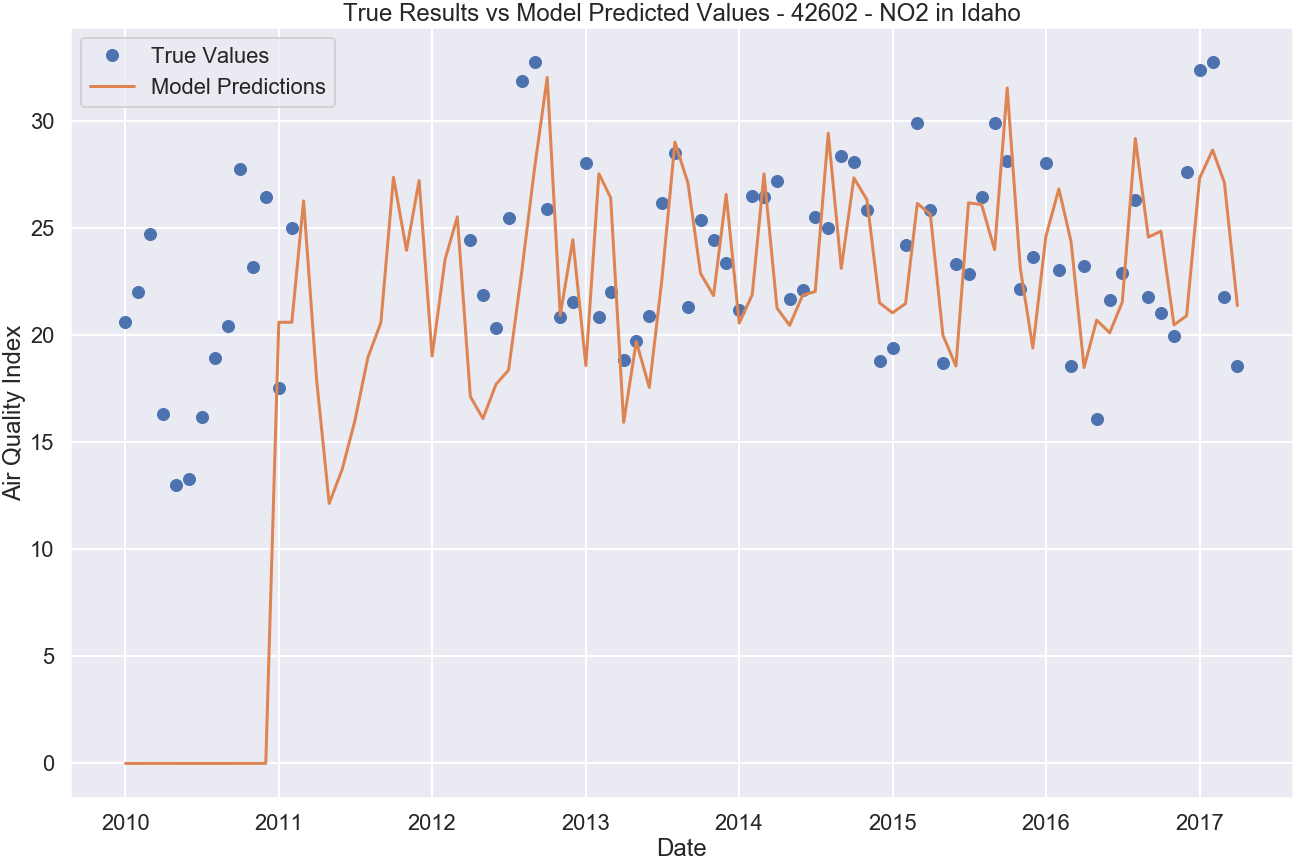 True Results vs Model Predicted Values - 42602 - NO2 in Idaho
True Values
Model Predictions
Air Quality Index
30
25
20
15
10
5
0
2010 2011 2012 2013 2014 2015 2016 2017
Date